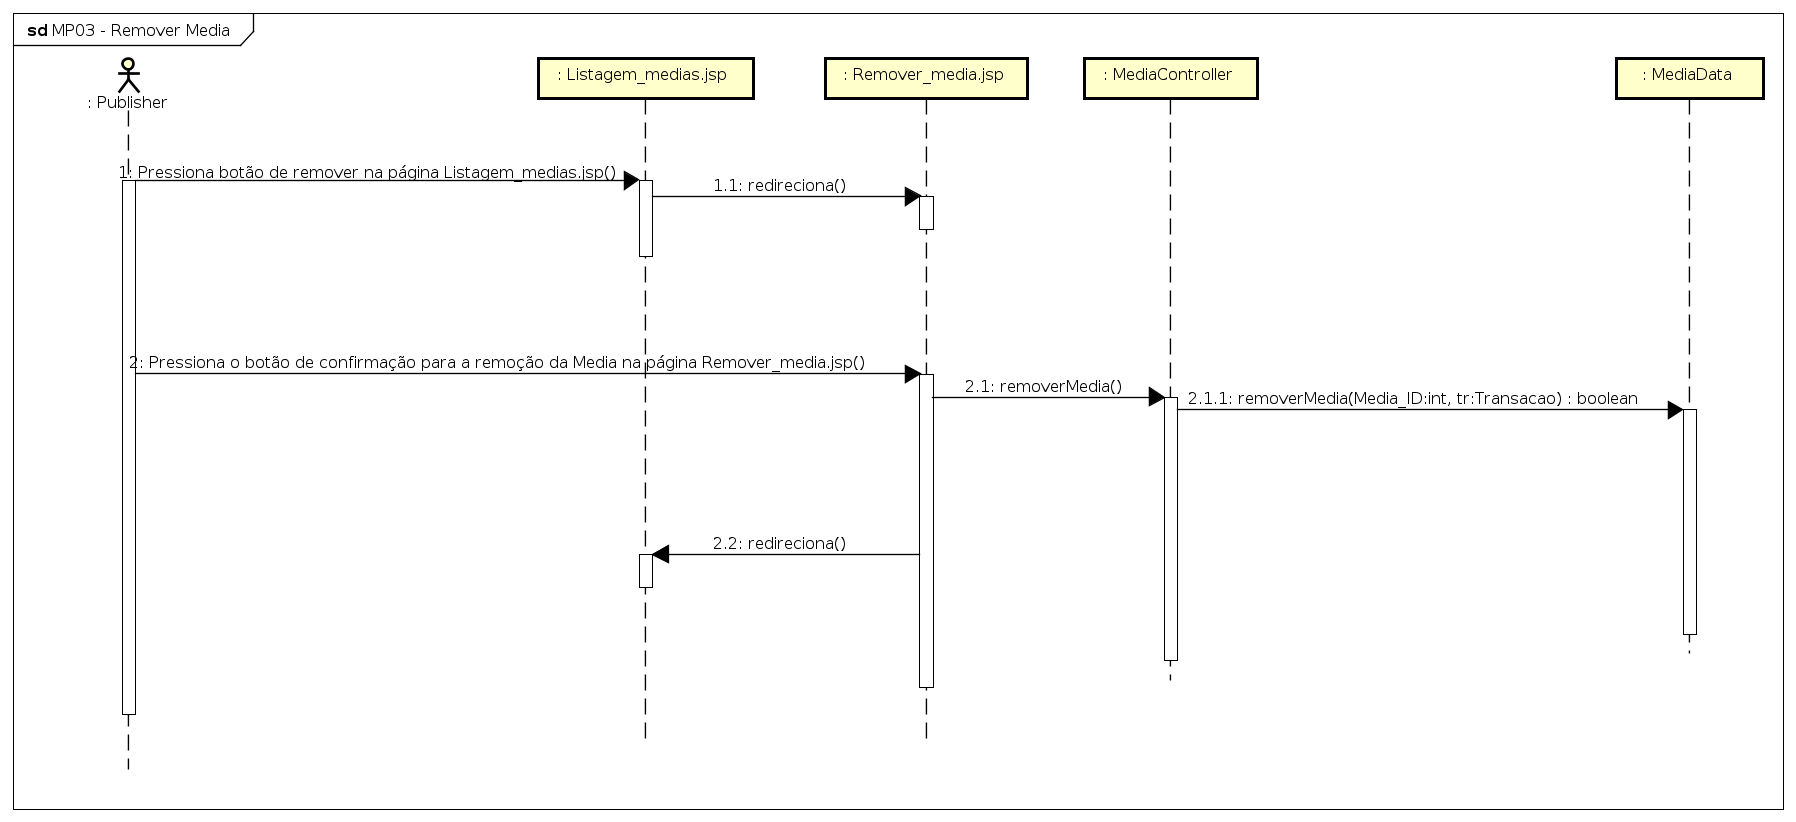 sd MP03 - Remover Media
: Publisher
: Listagem_medias.jsp
: Remover_media.jsp
: MediaController
: MediaData
1: Pressiona botão de remover na página Listagem_medias.jsp()
1.1: redireciona()
2: Pressiona o botão de confirmação para a remoção da Media na página Remover_media.jsp()
2.1: removerMedia()
2.1.1: removerMedia(Media_ID:int, tr:Transacao) : boolean
2.2: redireciona()